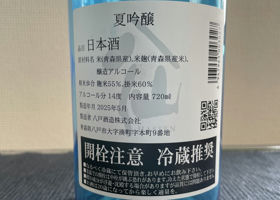 夏吟醸
品目 日本酒
原材料名 米(青森県産)、米麹(青森県産米)、
醸造アルコール
精米歩合 麹米55%、掛米60%
アルコール分 14度 内容量 720ml
製造年月 2025年5月
製造者 八戸酒造株式会社
青森県八戸市大字湊町字本町9番地
開栓注意 冷蔵推奨